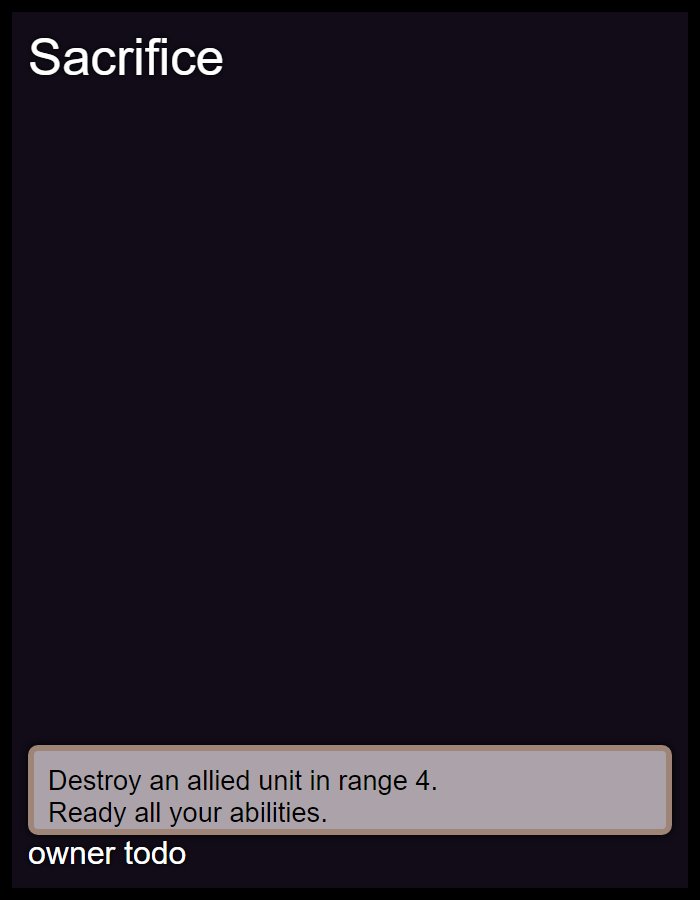 Sacrifice
Destroy an allied unit in range 4.
Ready all your abilities.
owner todo